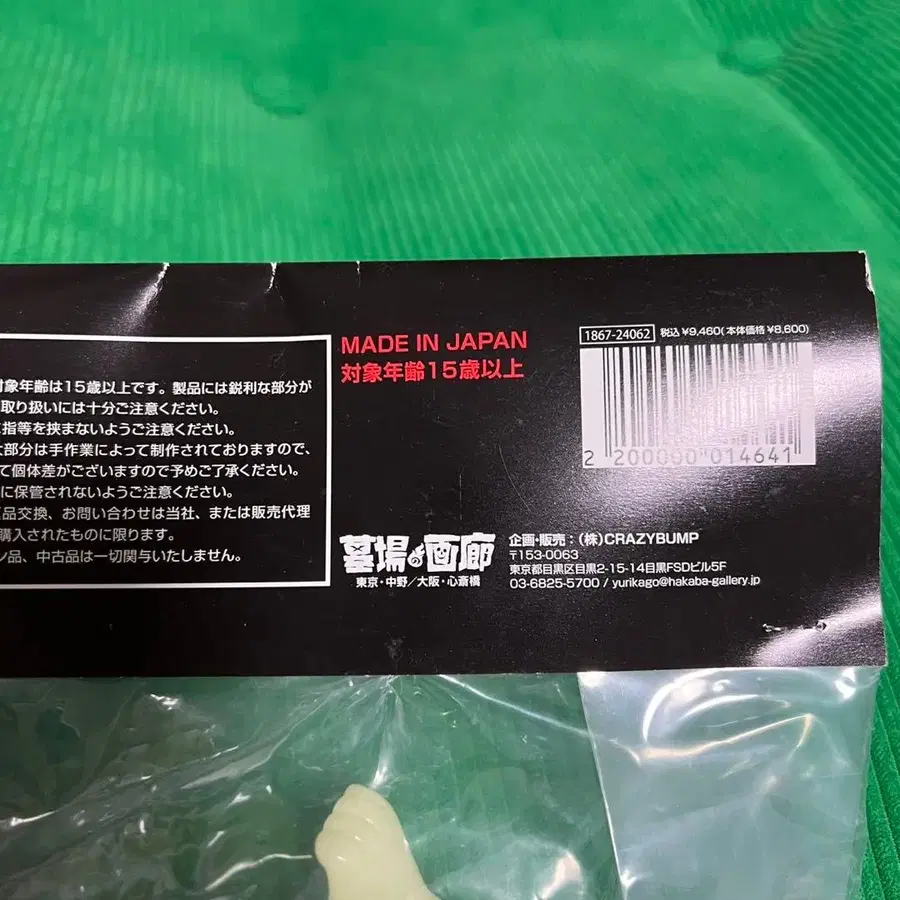 対象年齢は15歳以上です。製品には鋭利な部分が
取り扱いには十分ご注意ください。
指等を挟まないようご注意ください。
部分は手作業によって制作されておりますので、
て個体差がございますので予めご了承ください。
に保管されないようご注意ください。
品交換、お問い合わせは当社、または販売代理
購入されたものに限ります。
ン品、中古品は一切関与いたしません。
MADE IN JAPAN
対象年齢15歳以上
1867-24062 税込 ¥9,460(本体価格 ¥8,600)
2 200000 014641
墓場の画廊
東京・中野/大阪・心斎橋
企画・販売:(株)CRAZYBUMP
〒153-0063
東京都目黒区目黒2-15-14目黒FSDビル5F
03-6825-5700 / yurikago@hakaba-gallery.jp